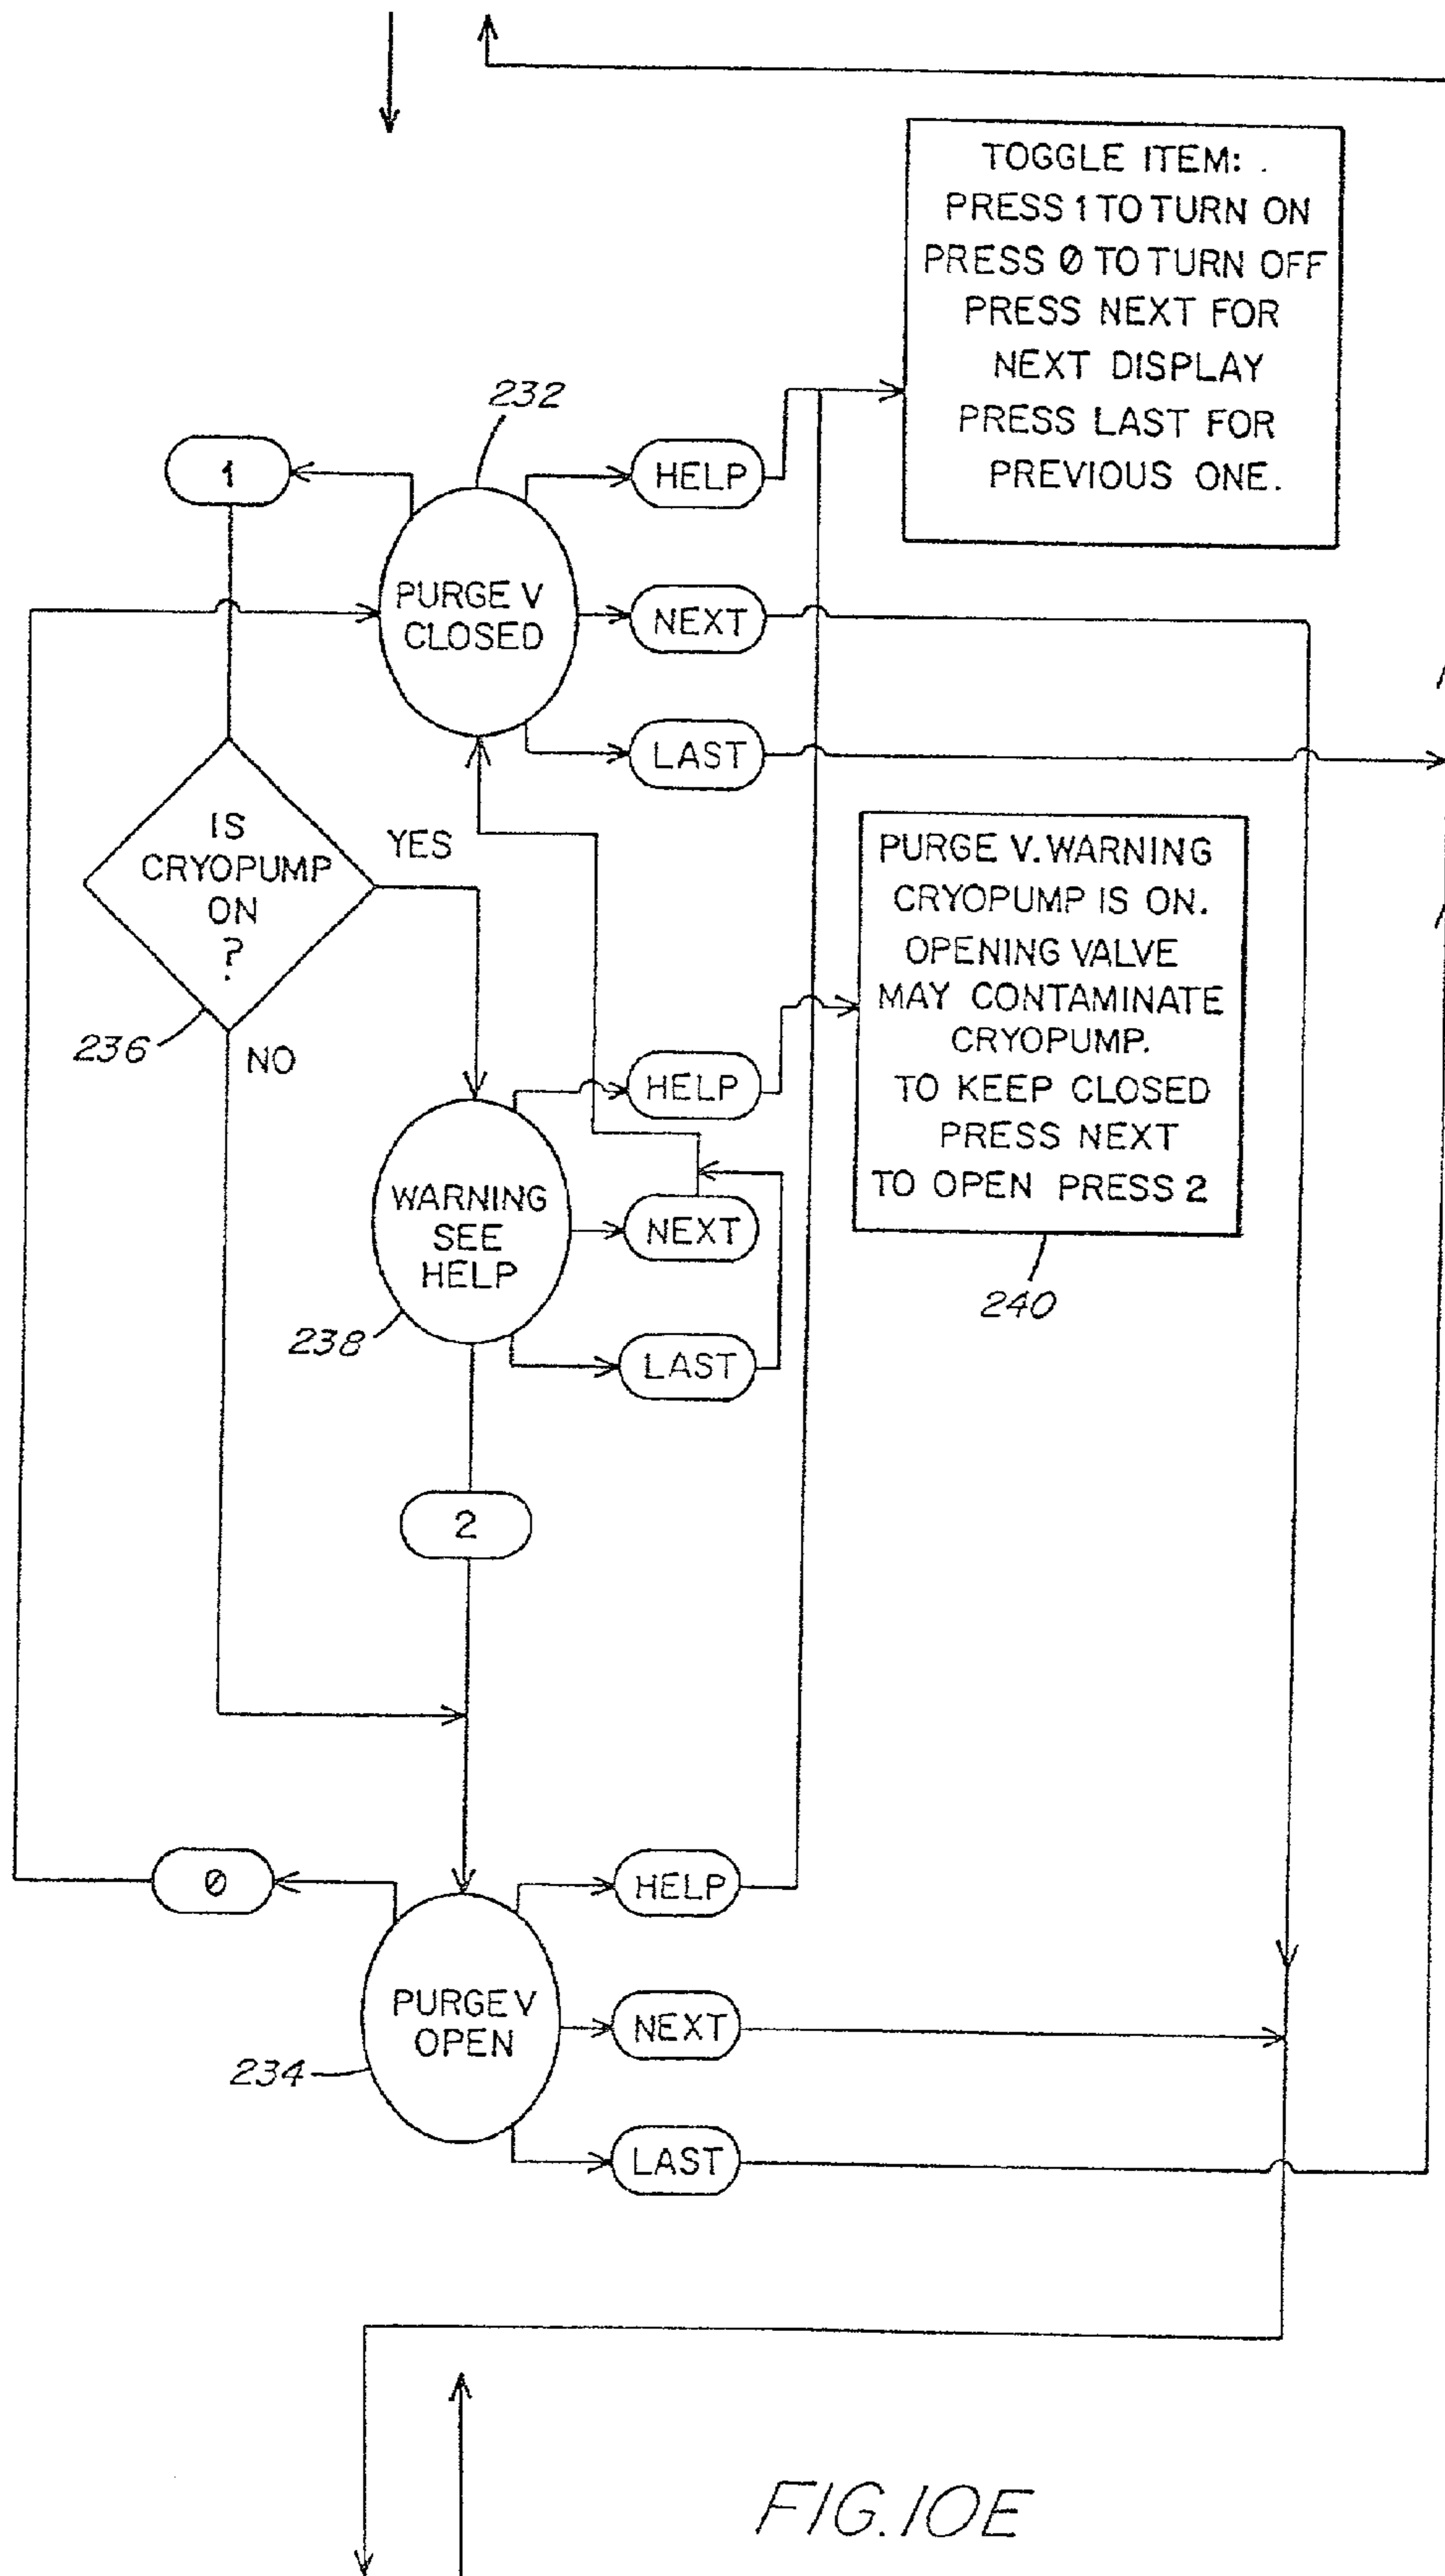 TOGGLE ITEM:
PRESS 1 TO TURN ON
PRESS 0 TO TURN OFF
PRESS NEXT FOR
NEXT DISPLAY
PRESS LAST FOR
PREVIOUS ONE.
232
1
HELP
PURGE V
CLOSED
NEXT
LAST
IS
CRYOPUMP
ON
?
YES
236
NO
PURGE V. WARNING
CRYOPUMP IS ON.
OPENING VALVE
MAY CONTAMINATE
CRYOPUMP.
TO KEEP CLOSED
PRESS NEXT
TO OPEN PRESS 2
240
HELP
WARNING
SEE
HELP
NEXT
238
LAST
2
0
HELP
PURGE V
OPEN
NEXT
234
LAST
FIG. 10E